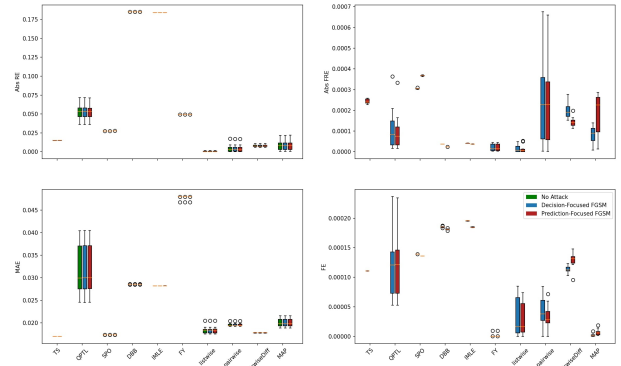 Abs RE
0.175
0.150
0.125
0.100
0.075
0.050
0.025
0.000
Abs FRE
0.0007
0.0006
0.0005
0.0004
0.0003
0.0002
0.0001
0.0000
MAE
0.045
0.040
0.035
0.030
0.025
0.020
TS
QPTL
SPO
DBB
IMLE
FY
listwise
pairwise
wiseDiff
MAP
FE
0.00020
0.00015
0.00010
0.00005
0.00000
No Attack
Decision-Focused FGSM
Prediction-Focused FGSM
TS
QPTL
SPO
DBB
IMLE
FY
listwise
pairwise
wiseDiff
MAP